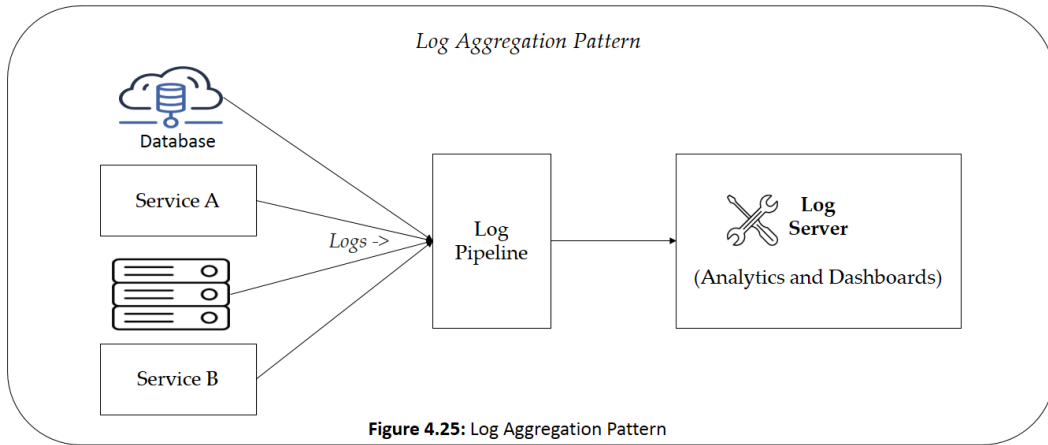 Log Aggregation Pattern
Database
Service A
Logs ->
Service B
Log
Pipeline
Log
Server
(Analytics and Dashboards)
Figure 4.25: Log Aggregation Pattern